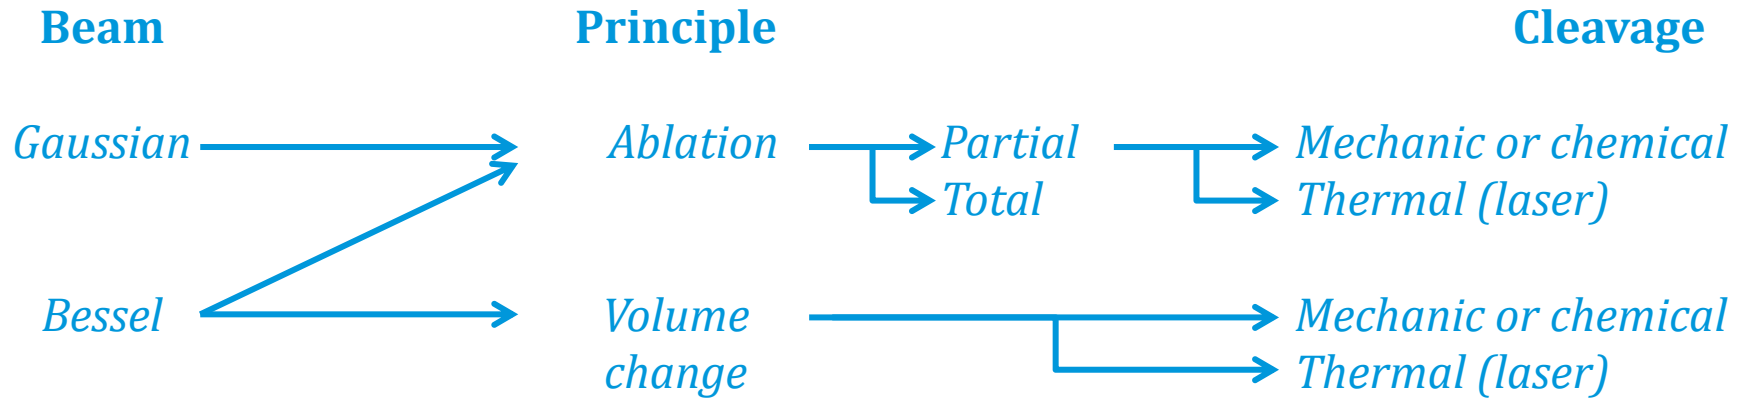 Beam Principle Cleavage
Gaussian Ablation Partial Mechanic or chemical
Total Thermal (laser)
Bessel Volume Mechanic or chemical
change Thermal (laser)